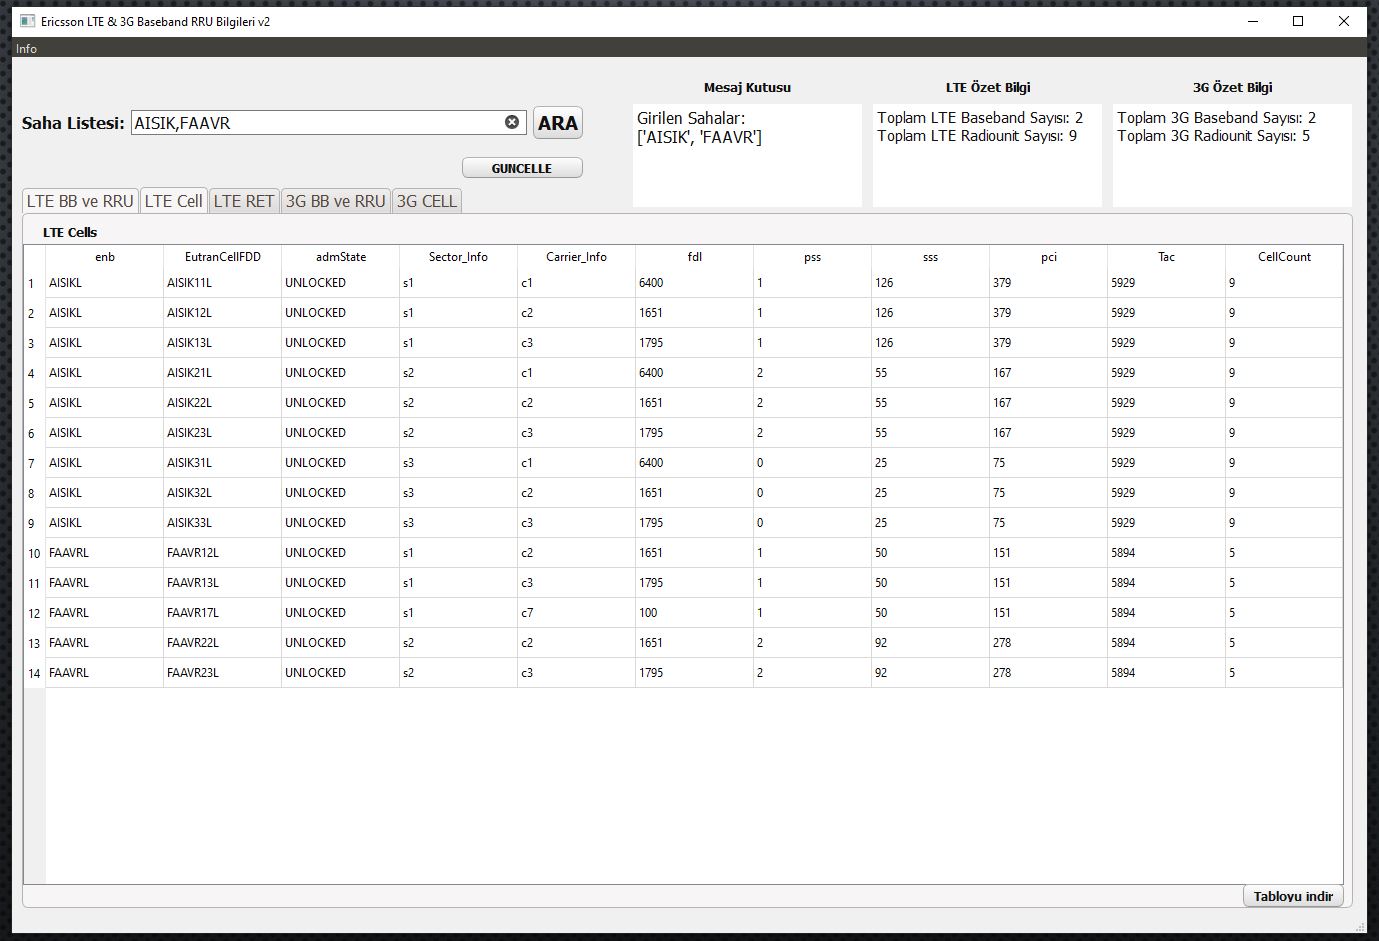 Ericsson LTE & 3G Baseband RRU Bilgileri v2
Info
Mesaj Kutusu LTE Özet Bilgi 3G Özet Bilgi
Saha Listesi: AISIK,FAAVR ARA
Girilen Sahalar:
['AISIK', 'FAAVR']
Toplam LTE Baseband Sayısı: 2
Toplam LTE Radiounit Sayısı: 9
Toplam 3G Baseband Sayısı: 2
Toplam 3G Radiounit Sayısı: 5
GUNCELLE
LTE BB ve RRU LTE Cell LTE RET 3G BB ve RRU 3G CELL
LTE Cells
enb EutranCellFDD admState Sector_Info Carrier_Info fdl pss sss pci Tac CellCount
1 AISIKL AISIK11L UNLOCKED s1 c1 6400 1 126 379 5929 9
2 AISIKL AISIK12L UNLOCKED s1 c2 1651 1 126 379 5929 9
3 AISIKL AISIK13L UNLOCKED s1 c3 1795 1 126 379 5929 9
4 AISIKL AISIK21L UNLOCKED s2 c1 6400 2 55 167 5929 9
5 AISIKL AISIK22L UNLOCKED s2 c2 1651 2 55 167 5929 9
6 AISIKL AISIK23L UNLOCKED s2 c3 1795 2 55 167 5929 9
7 AISIKL AISIK31L UNLOCKED s3 c1 6400 0 25 75 5929 9
8 AISIKL AISIK32L UNLOCKED s3 c2 1651 0 25 75 5929 9
9 AISIKL AISIK33L UNLOCKED s3 c3 1795 0 25 75 5929 9
10 FAAVRL FAAVR12L UNLOCKED s1 c2 1651 1 50 151 5894 5
11 FAAVRL FAAVR13L UNLOCKED s1 c3 1795 1 50 151 5894 5
12 FAAVRL FAAVR17L UNLOCKED s1 c7 100 1 50 151 5894 5
13 FAAVRL FAAVR22L UNLOCKED s2 c2 1651 2 92 278 5894 5
14 FAAVRL FAAVR23L UNLOCKED s2 c3 1795 2 92 278 5894 5
Tabloyu indir